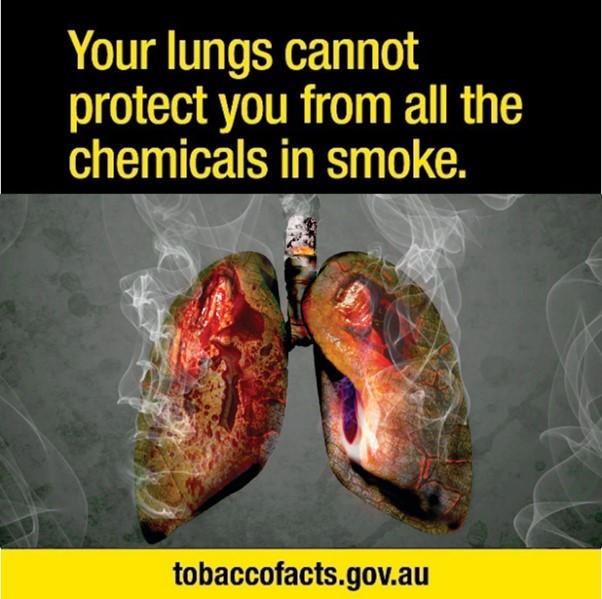 Your lungs cannot
protect you from all the
chemicals in smoke.
tobaccofacts.gov.au